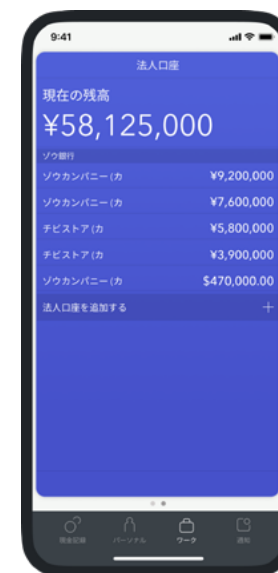 9:41
法人口座
現在の残高
¥58,125,000
ゾウ銀行
ゾウカンパニー(カ ¥9,200,000
ゾウカンパニー(カ ¥7,600,000
チビストア(カ ¥5,800,000
チビストア(カ ¥3,900,000
ゾウカンパニー(カ $470,000.00
法人口座を追加する +
現金記録 パーソナル ワーク 通知